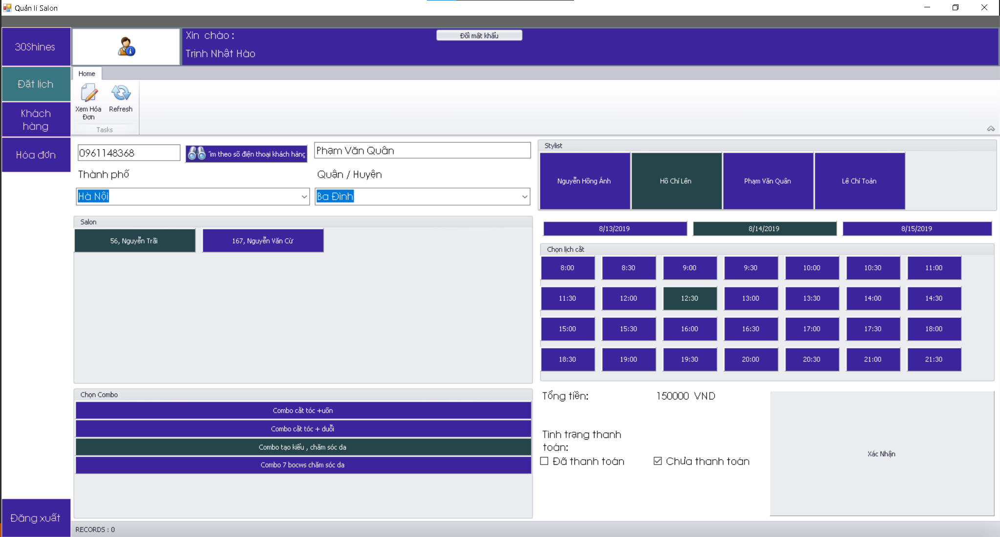 Quản lí Salon
30Shines
Đặt lịch
Khách
hàng
Hóa đơn
Đăng xuất
Xin chào :
Trịnh Nhật Hào
Đổi mât khẩu
Home
Xem Hóa
Đơn
Refresh
Tasks
0961148368
Tìm theo số điện thoại khách hàng
Phạm Văn Quân
Thành phố
Quận / Huyện
Hà Nội
Ba Đình
Salon
56, Nguyễn Trãi
167, Nguyễn Văn Cừ
Chọn Combo
Combo cắt tóc +uốn
Combo cắt tóc + duỗi
Combo tạo kiểu , chăm sóc da
Combo 7 bocws chăm sóc da
Stylist
Nguyễn Hồng Ánh
Hồ Chí Lên
Phạm Văn Quân
Lê Chí Toàn
8/13/2019
8/14/2019
8/15/2019
Chọn lịch cắt
8:00 8:30 9:00 9:30 10:00 10:30 11:00
11:30 12:00 12:30 13:00 13:30 14:00 14:30
15:00 15:30 16:00 16:30 17:00 17:30 18:00
18:30 19:00 19:30 20:00 20:30 21:00 21:30
Tổng tiền: 150000 VND
Tình trạng thanh
toán:
Đã thanh toán
Chưa thanh toán
Xác Nhận
RECORDS : 0